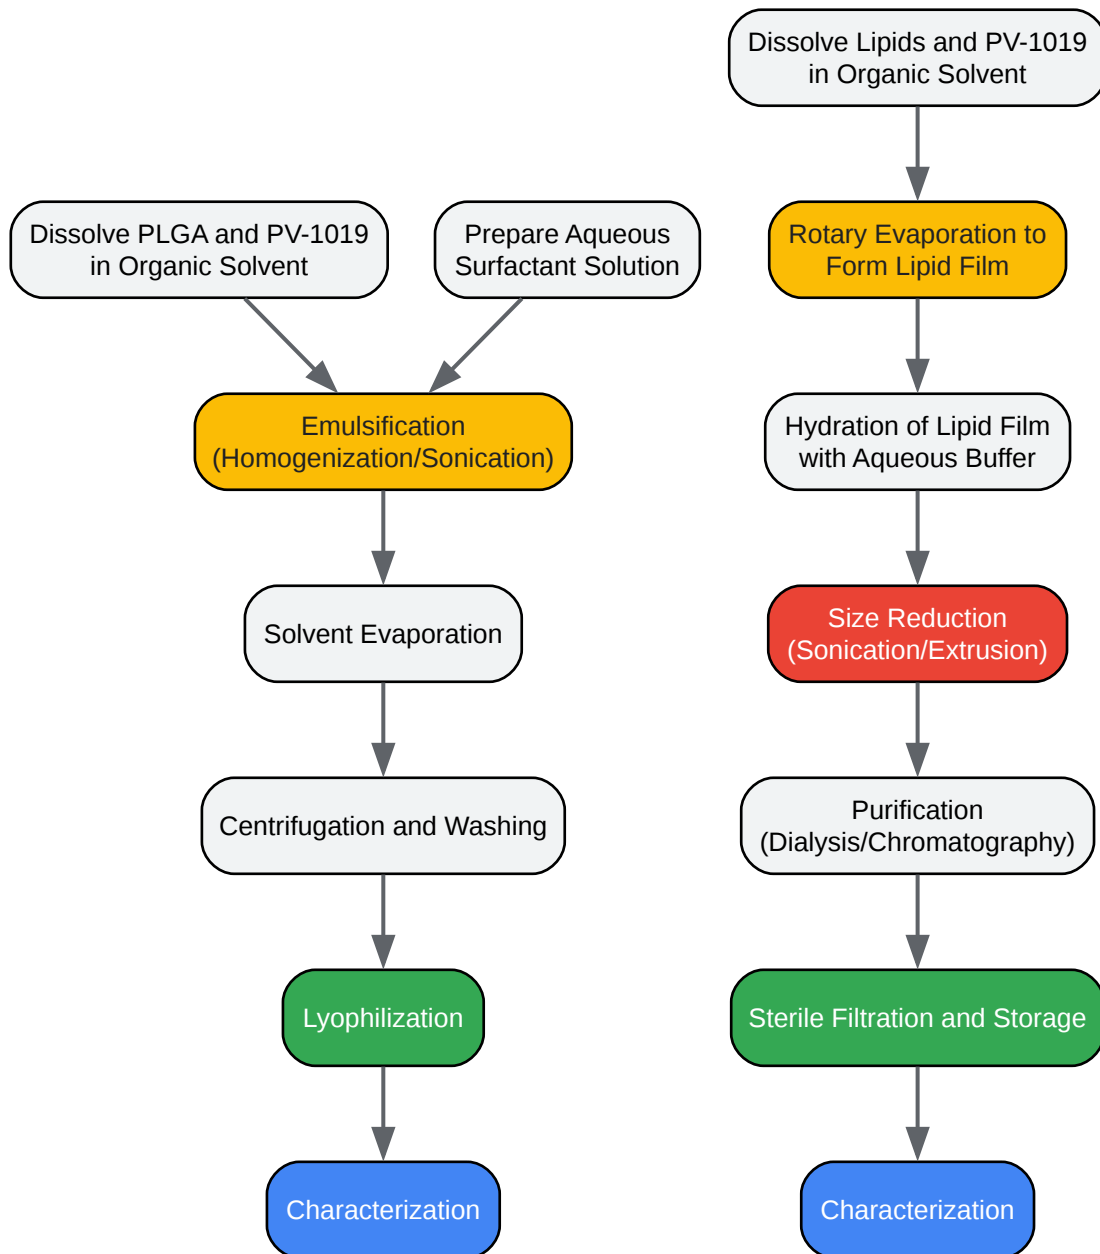 Dissolve PLGA and PV-1019
in Organic Solvent
Prepare Aqueous
Surfactant Solution
Emulsification
(Homogenization/Sonication)
Solvent Evaporation
Centrifugation and Washing
Lyophilization
Characterization
Dissolve Lipids and PV-1019
in Organic Solvent
Rotary Evaporation to
Form Lipid Film
Hydration of Lipid Film
with Aqueous Buffer
Size Reduction
(Sonication/Extrusion)
Purification
(Dialysis/Chromatography)
Sterile Filtration and Storage
Characterization